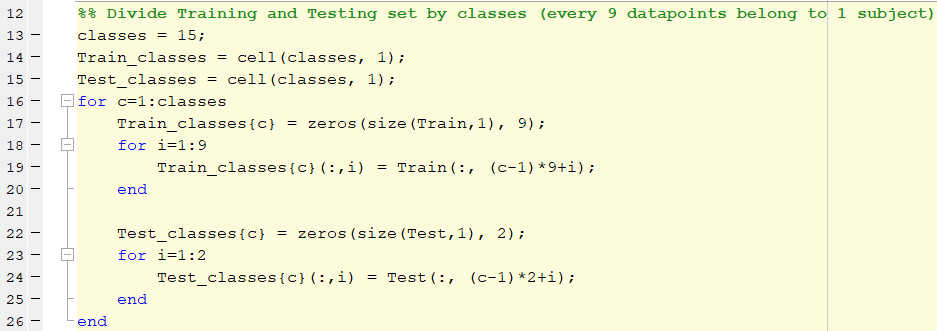 12 %% Divide Training and Testing set by classes (every 9 datapoints belong to 1 subject)
13 - classes = 15;
14 - Train_classes = cell(classes, 1);
15 - Test_classes = cell(classes, 1);
16 - for c=1:classes
17 - Train_classes{c} = zeros(size(Train,1), 9);
18 - for i=1:9
19 - Train_classes{c}(:,i) = Train(:, (c-1)*9+i);
20 - end
21
22 - Test_classes{c} = zeros(size(Test,1), 2);
23 - for i=1:2
24 - Test_classes{c}(:,i) = Test(:, (c-1)*2+i);
25 - end
26 - end